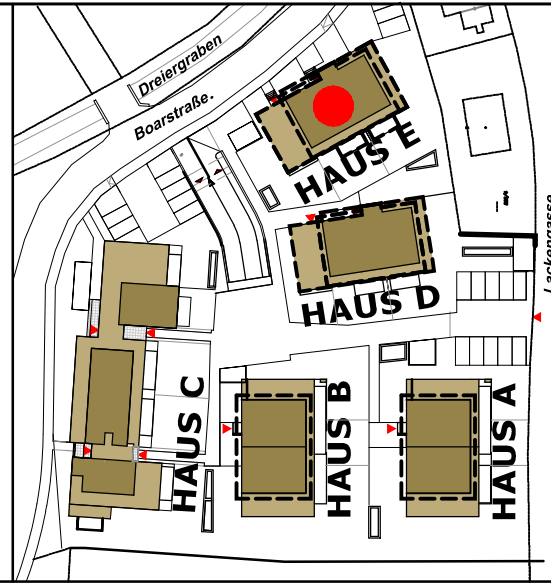 Dreiergraben
Boarstraße.
HAUS E
Lackengasse
HAUS D
HAUS C
HAUS B
HAUS A